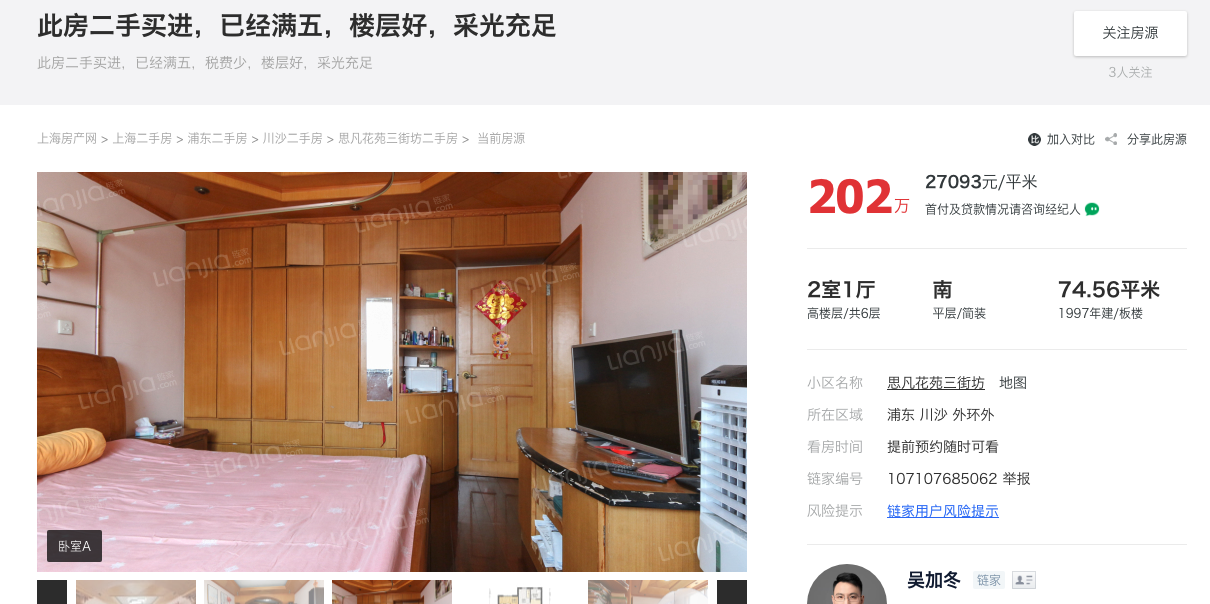 此房二手买进，已经满五，楼层好，采光充足
此房二手买进，已经满五，税费少，楼层好，采光充足
关注房源
3人关注
上海房产网 > 上海二手房 > 浦东二手房 > 川沙二手房 > 思凡花苑三街坊二手房 > 当前房源
比 加入对比 分享此房源
202万
27093元/平米
首付及贷款情况请咨询经纪人
2室1厅 南 74.56平米
高楼层/共6层 平层/简装 1997年建/板楼
小区名称 思凡花苑三街坊 地图
所在区域 浦东 川沙 外环外
看房时间 提前预约随时可看
链家编号 107107685062 举报
风险提示 链家用户风险提示
吴加冬 链家
卧室A
Lianjia.com 链家